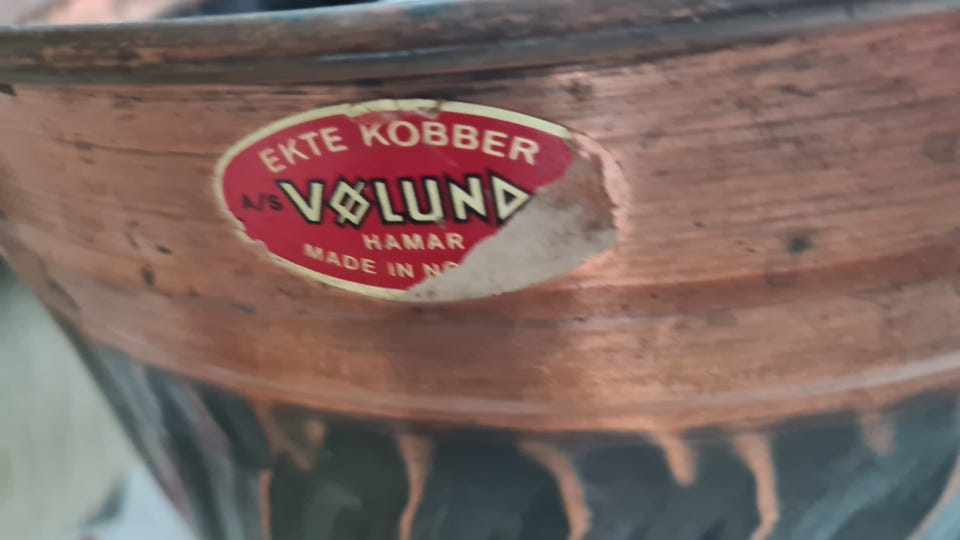 EKTE KOBBER
A/S VØLUND
HAMAR
MADE IN NO